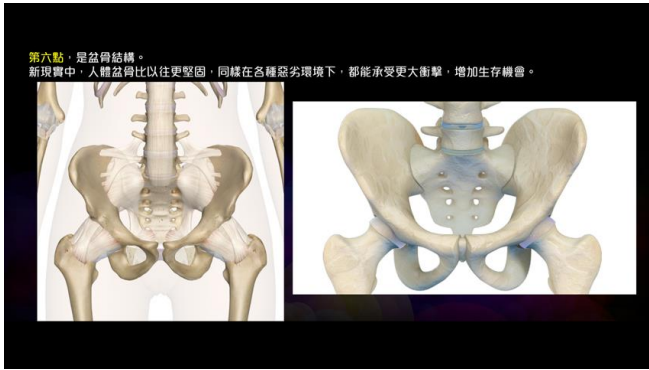 第六點，是盆骨結構。
新現實中，人體盆骨比以往更堅固，同樣在各種惡劣環境下，都能承受更大衝擊，增加生存機會。